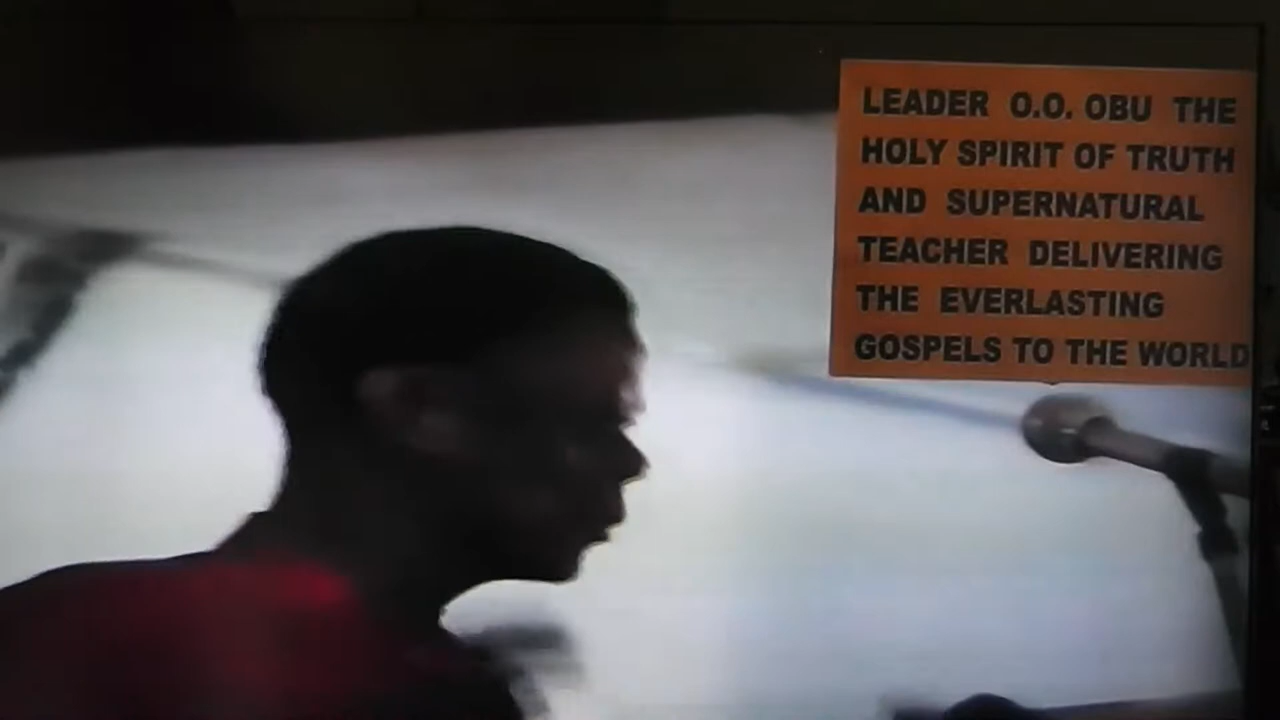 LEADER O.O. OBU THE
HOLY SPIRIT OF TRUTH
AND SUPERNATURAL
TEACHER DELIVERING
THE EVERLASTING
GOSPELS TO THE WORLD